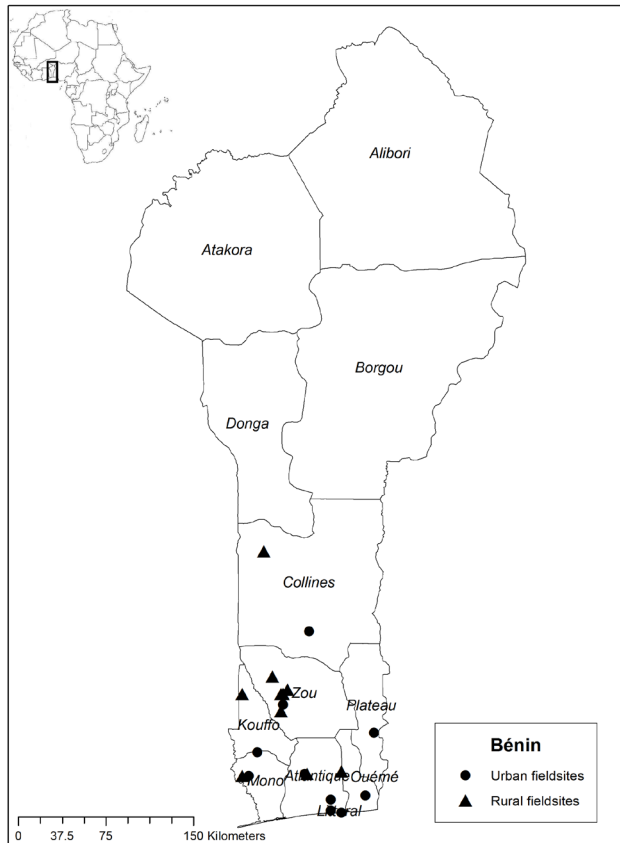 Alibori
Atakora
Borgou
Donga
Collines
Zou
Plateau
Kouffo
Mono
Atlantique
Ouémé
Littoral
Bénin
Urban fieldsites
Rural fieldsites
0 37.5 75 150 Kilometers